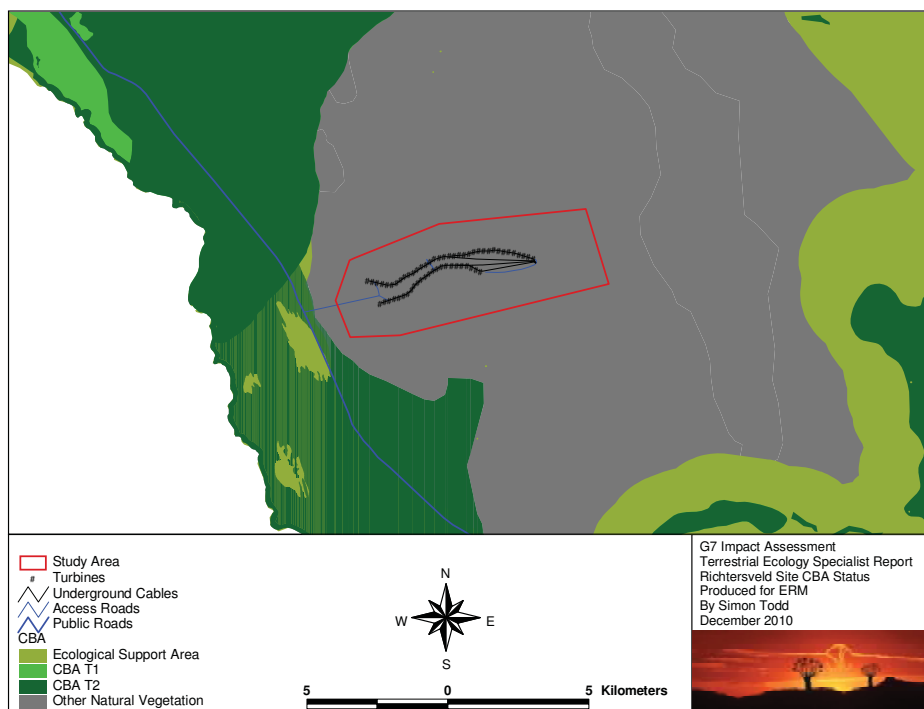 Study Area
# Turbines
Underground Cables
Access Roads
Public Roads
CBA
Ecological Support Area
CBA T1
CBA T2
Other Natural Vegetation
N
W E
S
5 0 5 Kilometers
G7 Impact Assessment
Terrestrial Ecology Specialist Report
Richtersveld Site CBA Status
Produced for ERM
By Simon Todd
December 2010